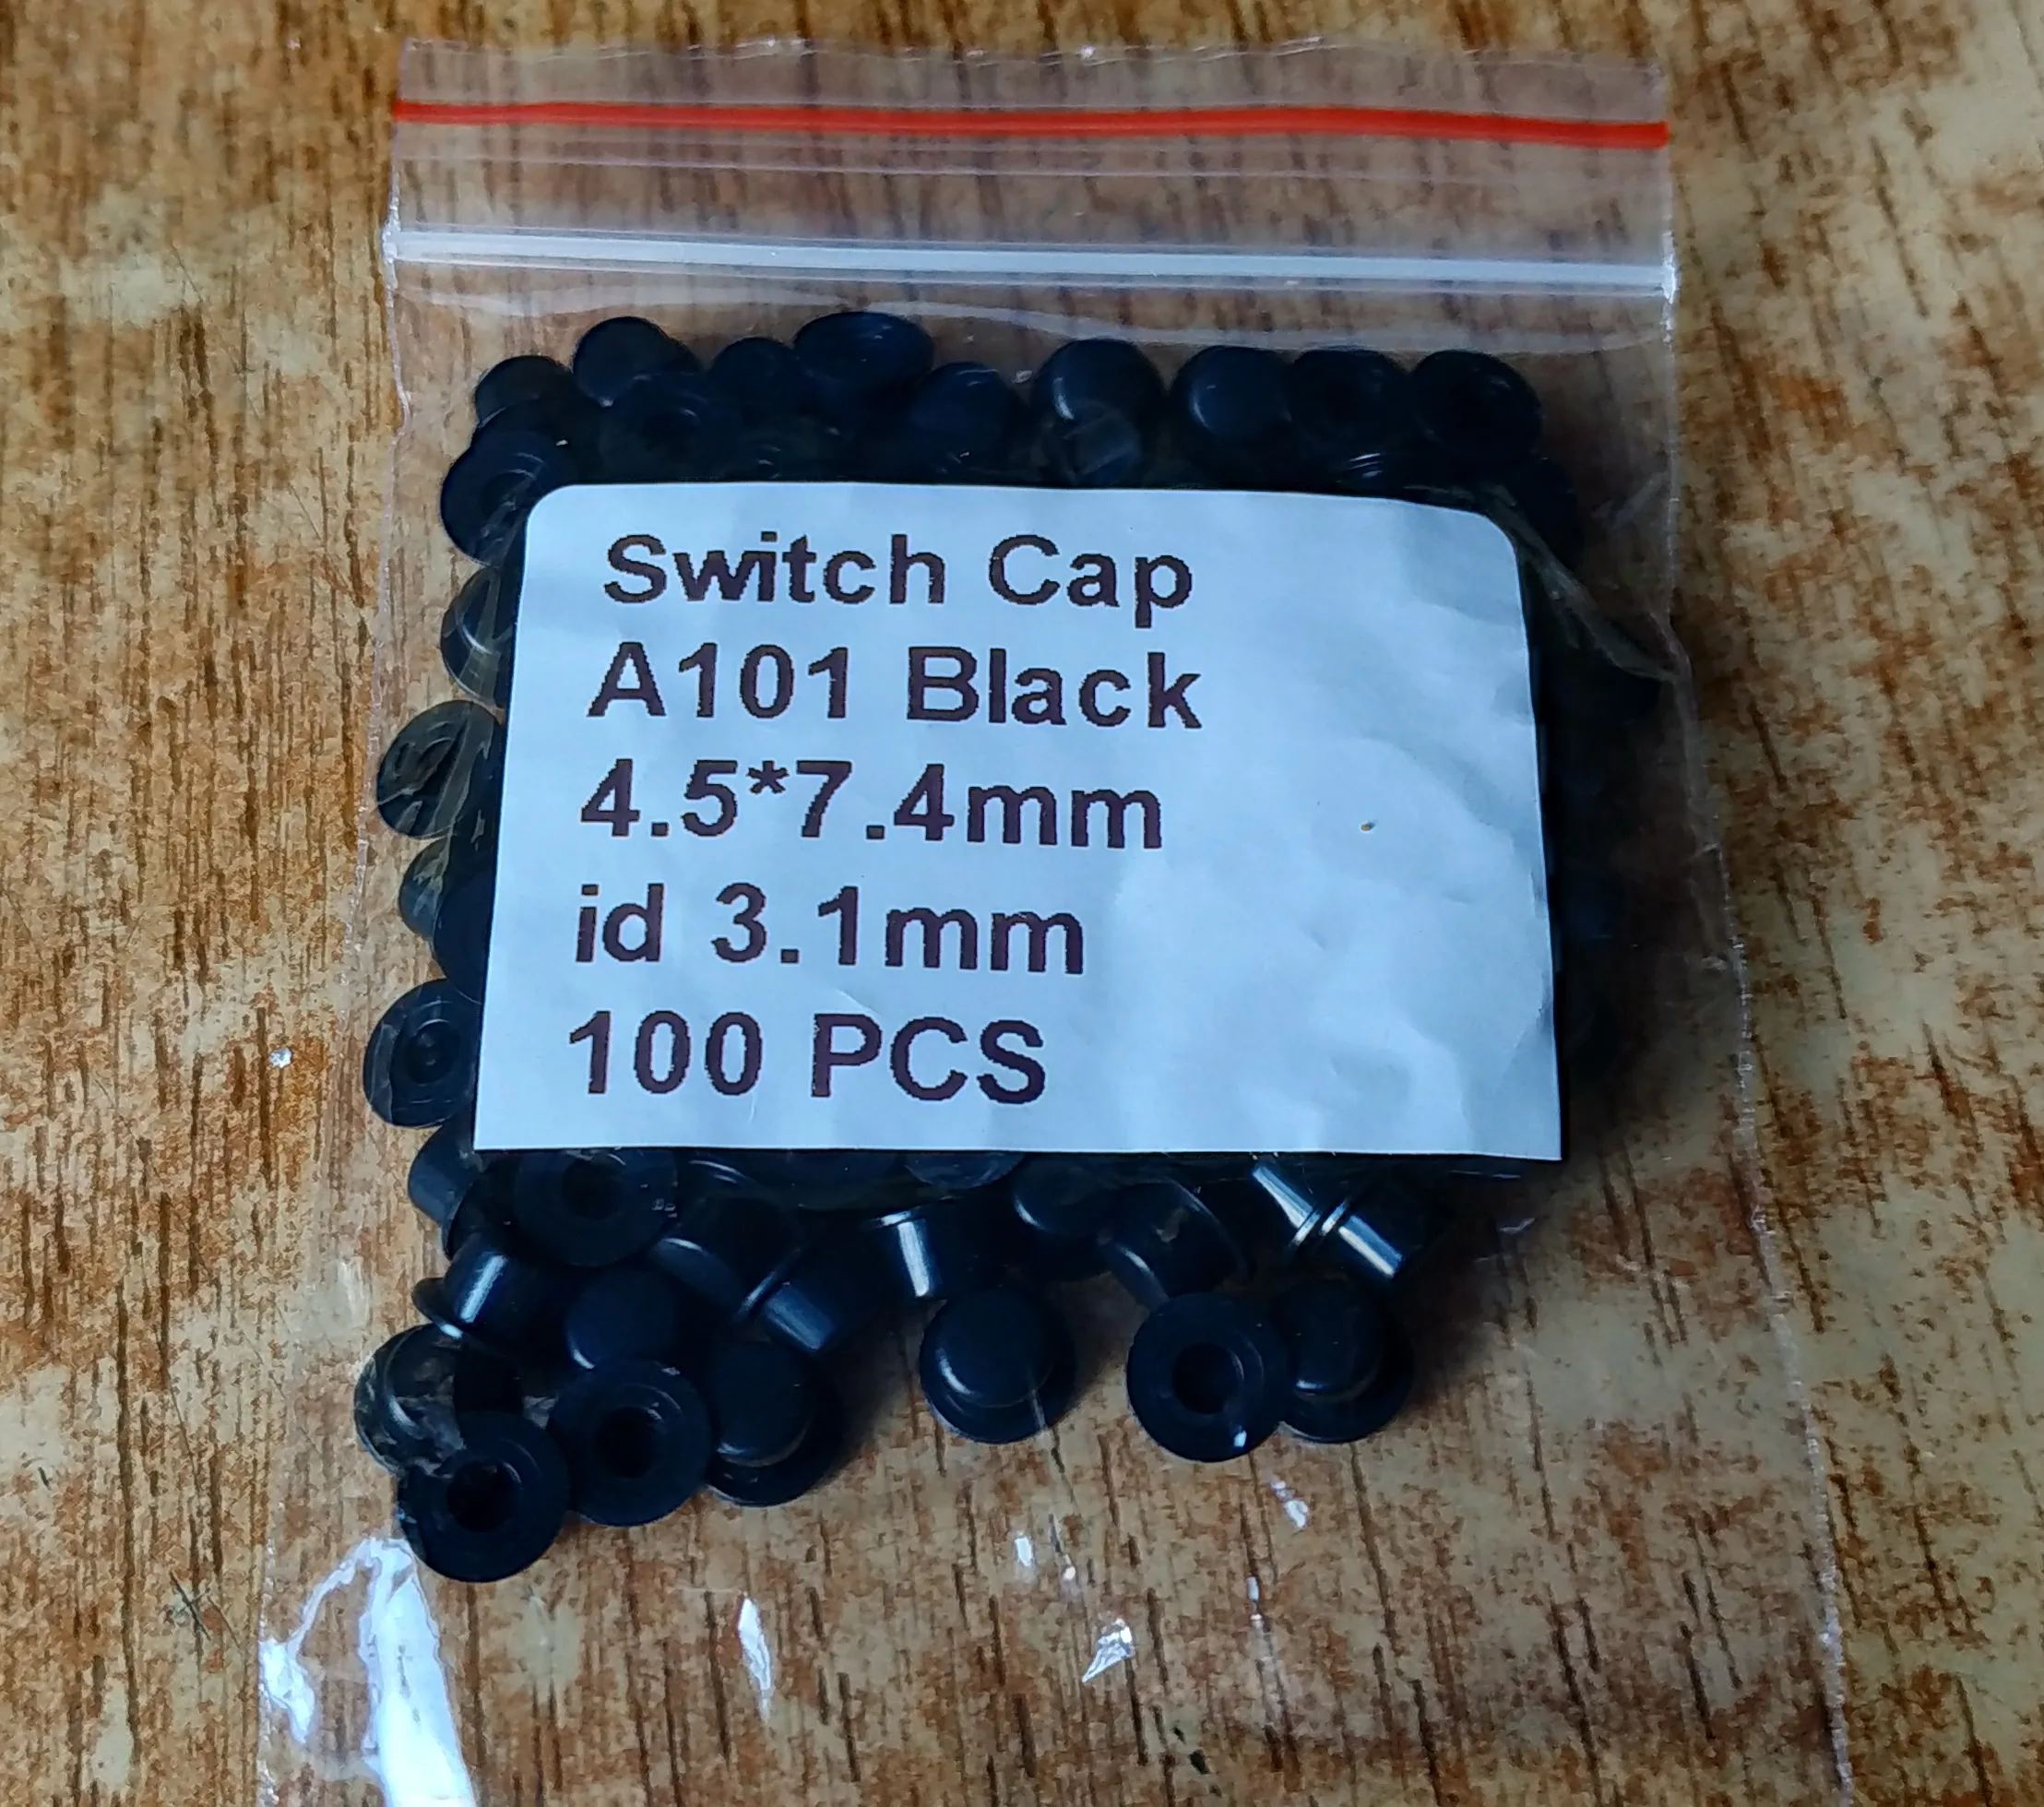 Switch Cap
A101 Black
4.5*7.4mm
id 3.1mm
100 PCS